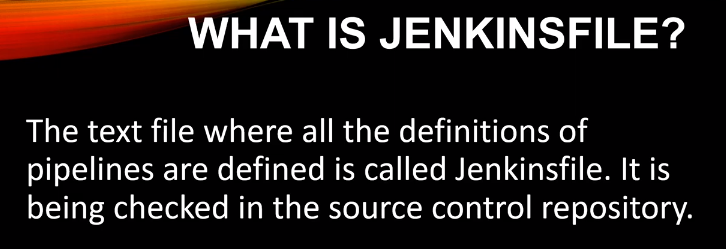 WHAT IS JENKINSFILE?
The text file where all the definitions of
pipelines are defined is called Jenkinsfile. It is
being checked in the source control repository.